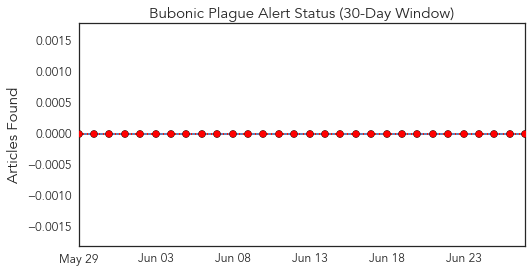 Bubonic Plague Alert Status (30-Day Window)
Articles Found
0.0015
0.0010
0.0005
0.0000
−0.0005
−0.0010
−0.0015
May 29
Jun 03
Jun 08
Jun 13
Jun 18
Jun 23